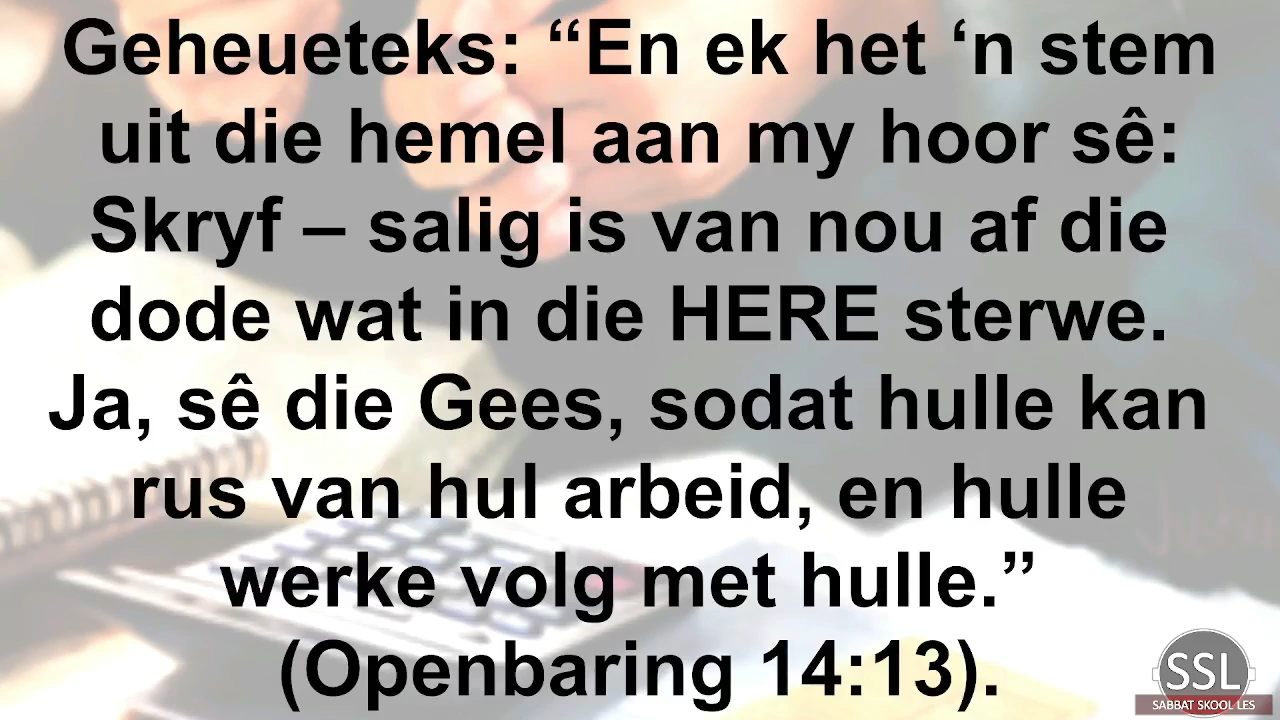 Geheueteks: “En ek het ‘n stem
uit die hemel aan my hoor sê:
Skryf – salig is van nou af die
dode wat in die HERE sterwe.
Ja, sê die Gees, sodat hulle kan
rus van hul arbeid, en hulle
werke volg met hulle.”
(Openbaring 14:13).
SSL
SABBAT SKOOL LES